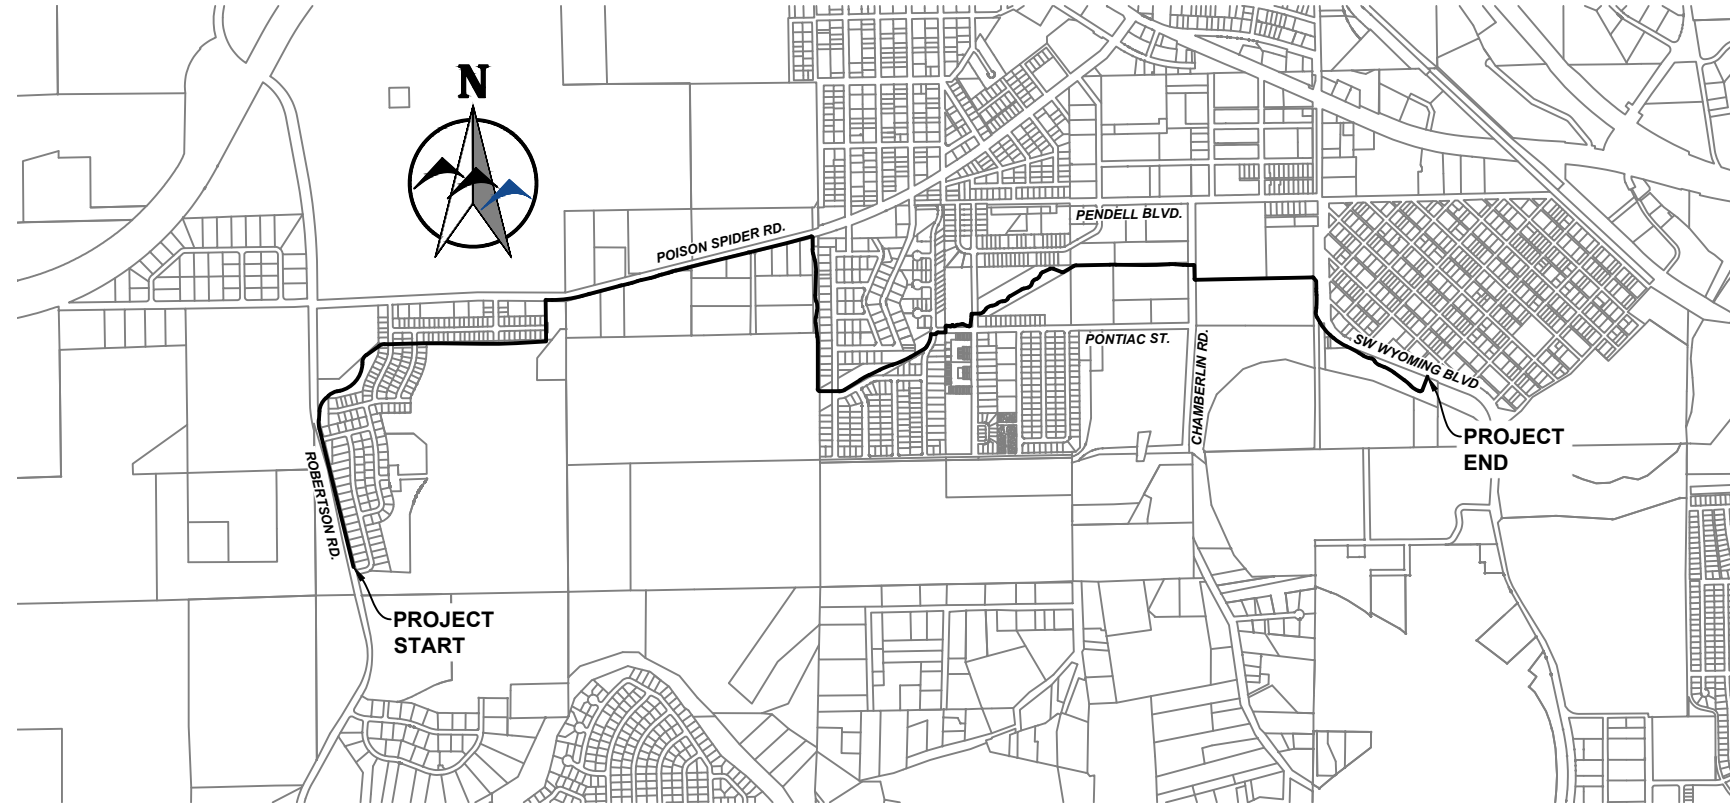 N
PENDELL BLVD.
POISON SPIDER RD.
PONTIAC ST.
CHAMBERLIN RD.
SW WYOMING BLVD
PROJECT
END
ROBERTSON RD.
PROJECT
START